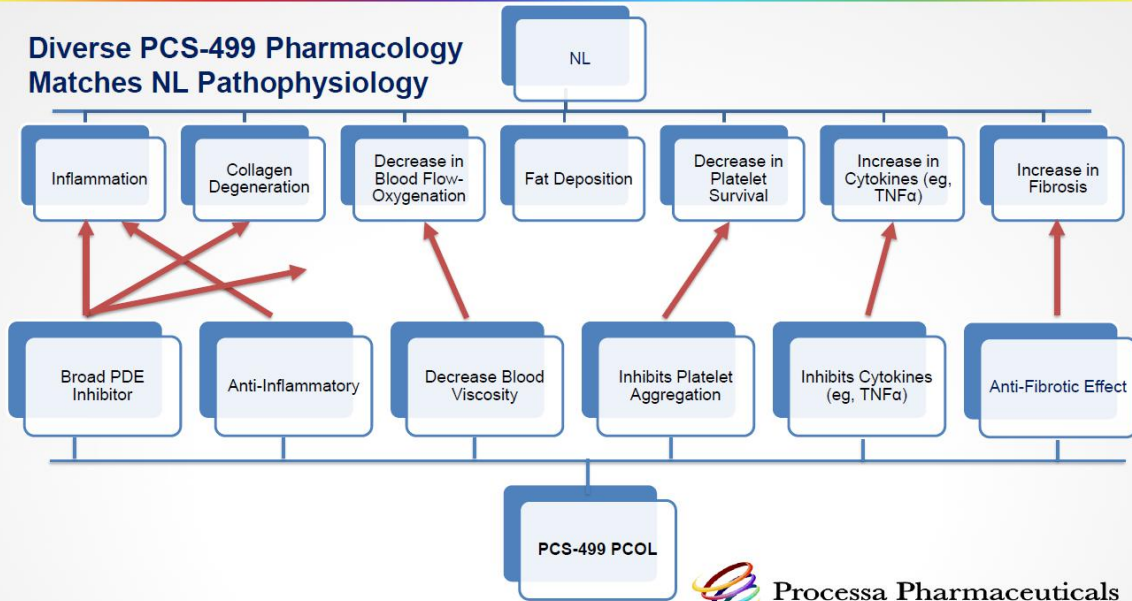 Diverse PCS-499 Pharmacology
Matches NL Pathophysiology
NL
Inflammation
Collagen
Degeneration
Decrease in
Blood Flow-
Oxygenation
Fat Deposition
Decrease in
Platelet
Survival
Increase in
Cytokines (eg,
TNFα)
Increase in
Fibrosis
Broad PDE
Inhibitor
Anti-Inflammatory
Decrease Blood
Viscosity
Inhibits Platelet
Aggregation
Inhibits Cytokines
(eg, TNFα)
Anti-Fibrotic Effect
PCS-499 PCOL
Processa Pharmaceuticals